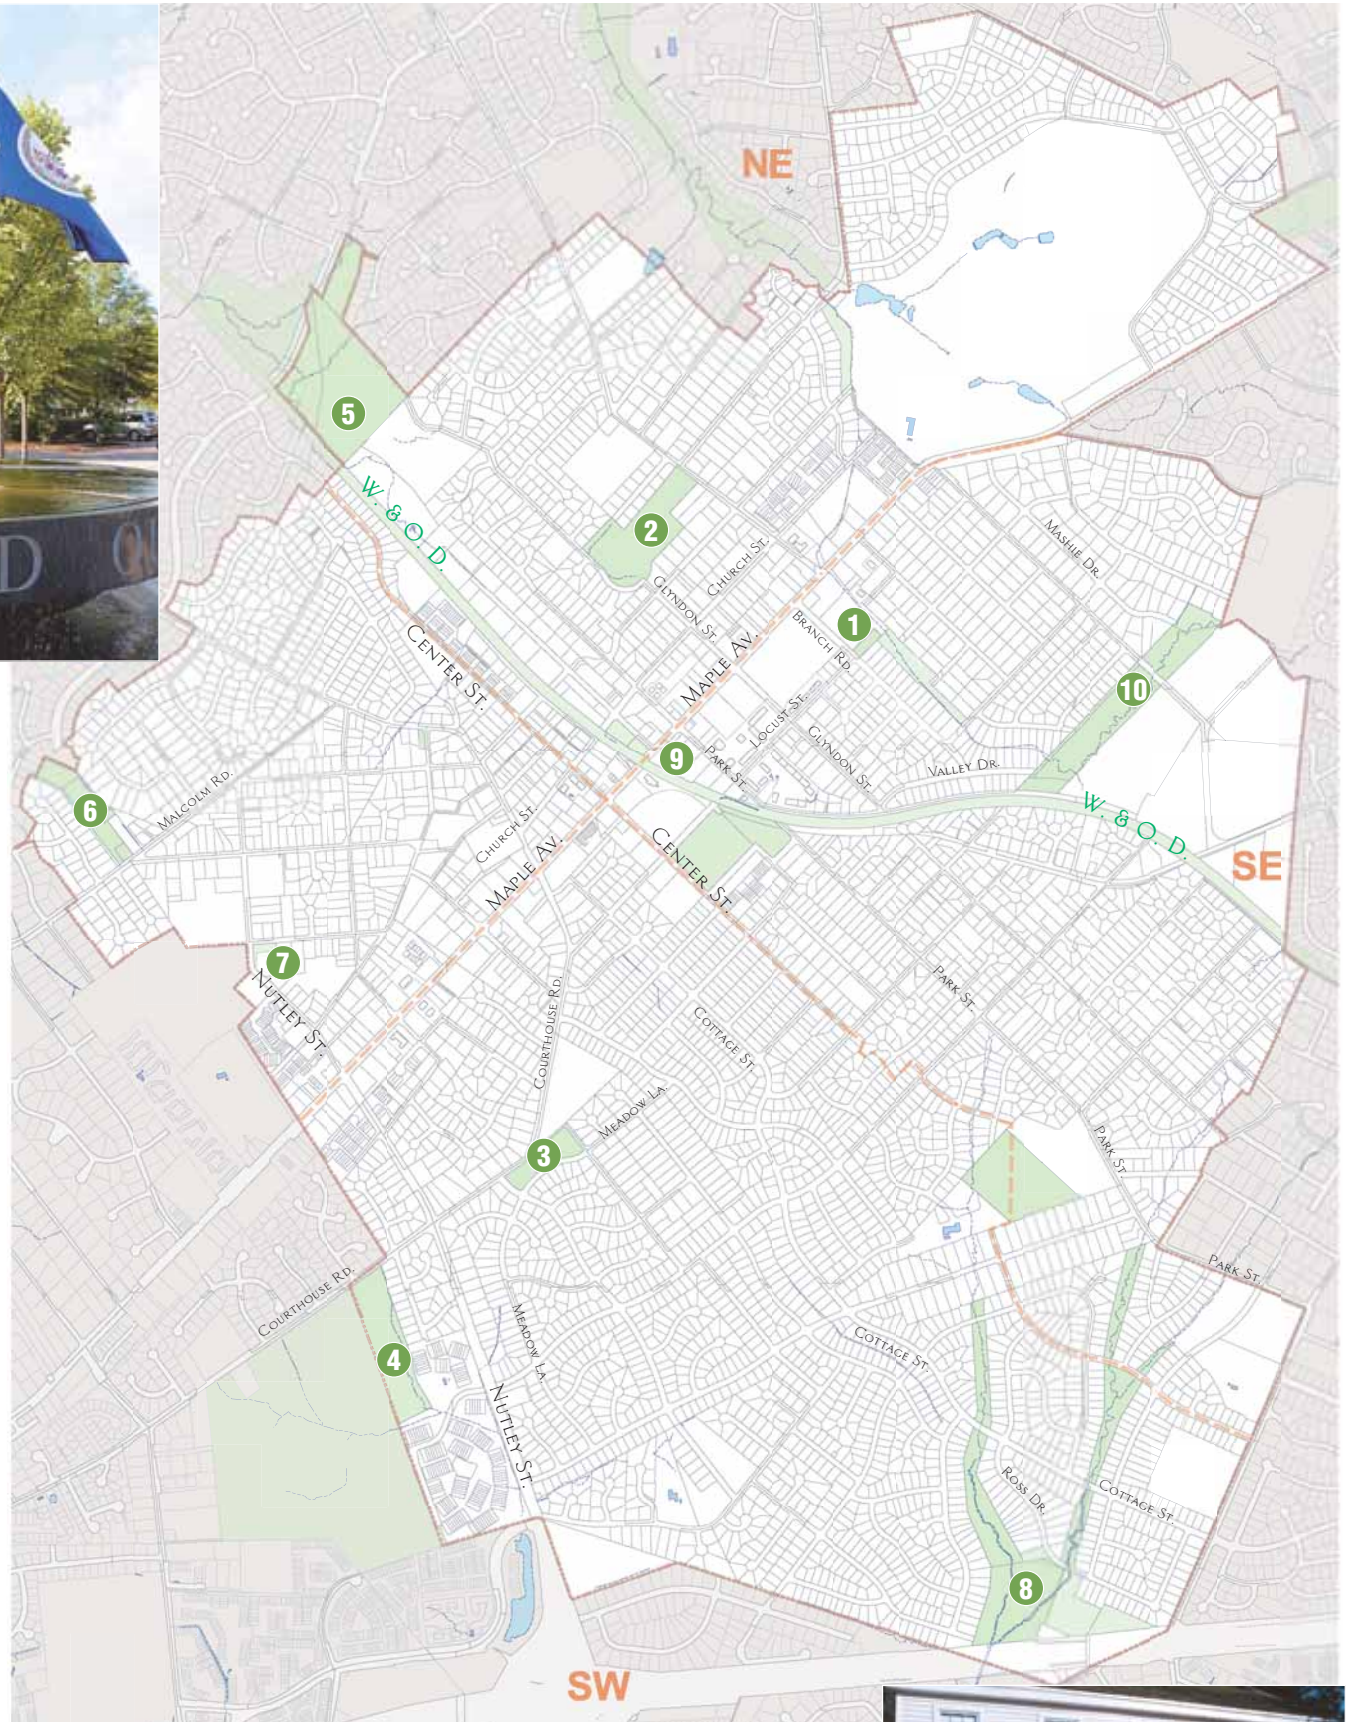 NE
5
W. & O. D.
2
CHURCH ST.
MASHIE DR.
GLYNDON ST.
1
BRANCH RD.
D
CENTER ST.
MAPLE AV.
10
LOCUST ST.
GLYNDON ST.
9
PARK ST.
VALLEY DR.
6
MALCOLM RD.
W. & O. D.
CHURCH ST.
MAPLE AV.
CENTER ST.
SE
7
NUTLEY ST.
PARK ST.
COURTHOUSE RD.
COTTAGE ST.
MEADOW LA.
3
PARK ST.
PARK ST.
COURTHOUSE RD.
MEADOW LA.
COTTAGE ST.
4
NUTLEY ST.
ROSS DR.
COTTAGE ST.
8
SW